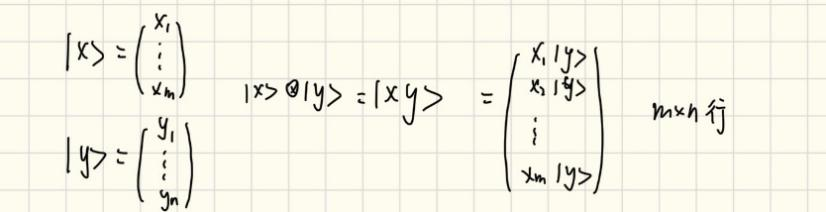 |x> = (x₁ ⋮ xₘ)
|x> ⊗ |y> = |xy> = (x₁|y> x₂|y> ⋮ xₘ|y>) m×n 行
|y> = (y₁ ⋮ yₙ)